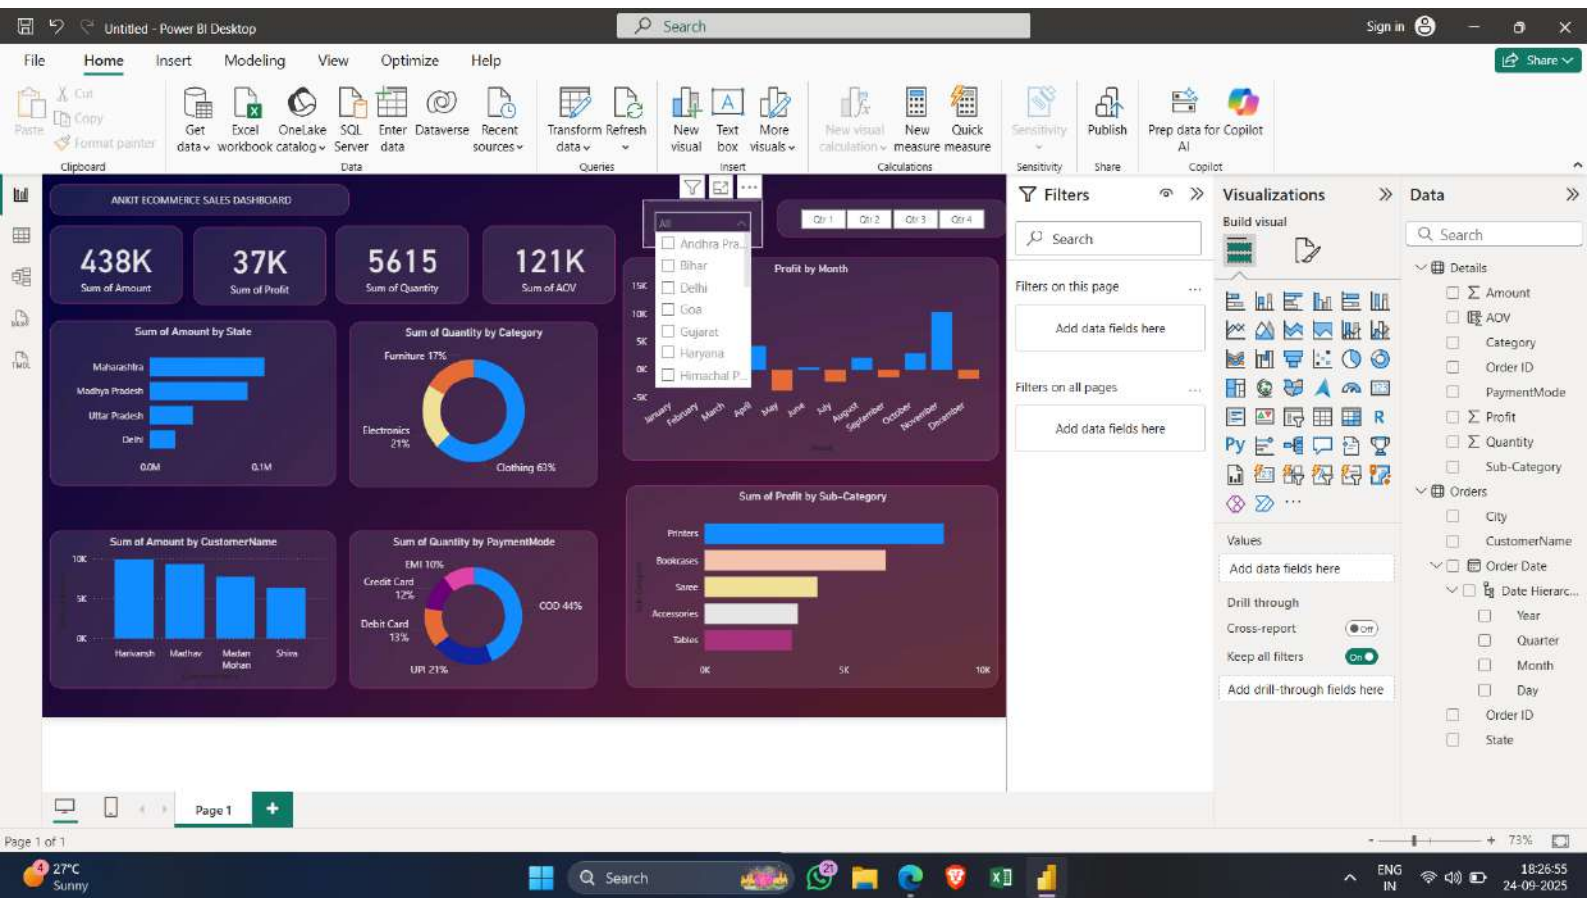 Untitled - Power BI Desktop
Search
Sign in
File Home Insert Modeling View Optimize Help
Share
Paste
Cut
Copy
Format painter
Clipboard
Get data
Excel workbook
OneLake catalog
SQL Server
Enter data
Dataverse
Recent sources
Data
Transform data
Refresh
Queries
New visual
Text box
More visuals
Insert
New visual calculation
New measure
Quick measure
Calculations
Sensitivity
Sensitivity
Publish
Share
Prep data for AI
Copilot
Copilot
ANKIT ECOMMERCE SALES DASHBOARD
438K
Sum of Amount
37K
Sum of Profit
5615
Sum of Quantity
121K
Sum of AOV
All
Andhra Pra...
Bihar
Delhi
Goa
Gujarat
Haryana
Himachal P...
Qtr 1 Qtr 2 Qtr 3 Qtr 4
Sum of Amount by State
Maharashtra
Madhya Pradesh
Uttar Pradesh
Delhi
0.0M 0.1M
Sum of Quantity by Category
Furniture 17%
Electronics 21%
Clothing 63%
Profit by Month
15K
10K
5K
0K
-5K
January February March April May June July August September October November December
Sum of Amount by CustomerName
10K
5K
0K
Harivansh Madhav Madan Mohan Shiva
Sum of Quantity by PaymentMode
EMI 10%
Credit Card 12%
Debit Card 13%
UPI 21%
COD 44%
Sum of Profit by Sub-Category
Printers
Bookcases
Saree
Accessories
Tables
0K 5K 10K
Filters
Search
Filters on this page
...
Add data fields here
Filters on all pages
...
Add data fields here
Visualizations
Build visual
R
Py
...
Values
Add data fields here
Drill through
Cross-report
Off
Keep all filters
On
Add drill-through fields here
Data
Search
Details
Amount
AOV
Category
Order ID
PaymentMode
Profit
Quantity
Sub-Category
Orders
City
CustomerName
Order Date
Date Hierarc...
Year
Quarter
Month
Day
Order ID
State
Page 1
Page 1 of 1
73%
4
27°C
Sunny
Search
21
ENG
IN
18:26:55
24-09-2025